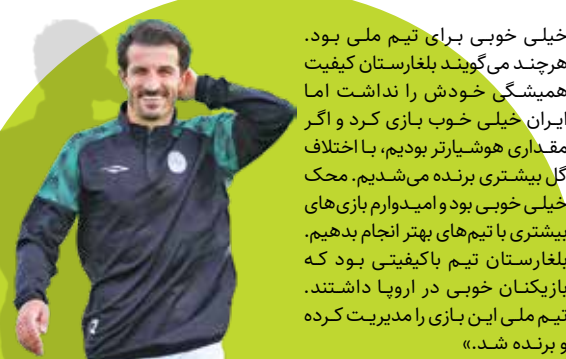 خیلی خوبی برای تیم ملی بود.
هرچند می‌گویند بلغارستان کیفیت
همیشگی خودش را نداشت اما
ایران خیلی خوب بازی کرد و اگر
مقداری هوشیارتر بودیم، با اختلاف
گل بیشتری برنده می‌شدیم. محک
خیلی خوبی بود و امیدوارم بازی‌های
بیشتری با تیم‌های بهتر انجام بدهیم.
بلغارستان تیم باکیفیتی بود که
بازیکنان خوبی در اروپا داشتند.
تیم ملی این بازی را مدیریت کرده
و برنده شد.»